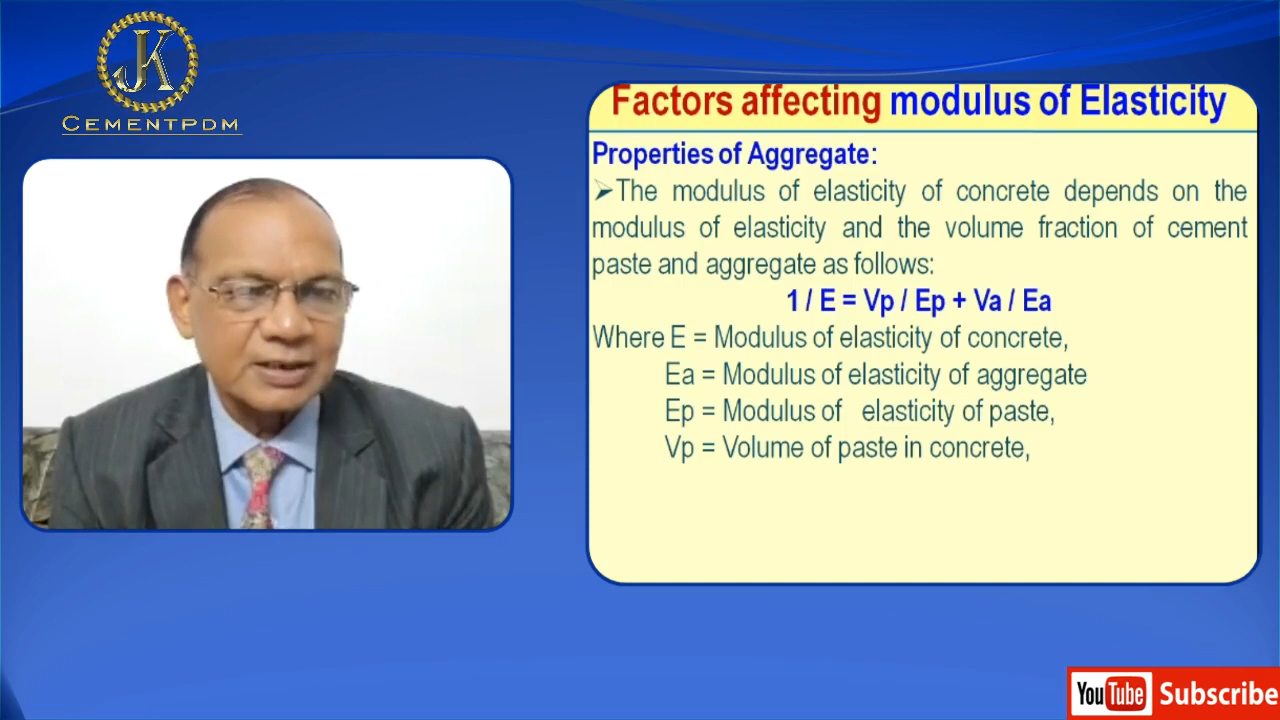 JK
CEMENTPDM
Factors affecting modulus of Elasticity
Properties of Aggregate:
➢The modulus of elasticity of concrete depends on the
modulus of elasticity and the volume fraction of cement
paste and aggregate as follows:
1 / E = Vp / Ep + Va / Ea
Where E = Modulus of elasticity of concrete,
Ea = Modulus of elasticity of aggregate
Ep = Modulus of elasticity of paste,
Vp = Volume of paste in concrete,
YouTube Subscribe